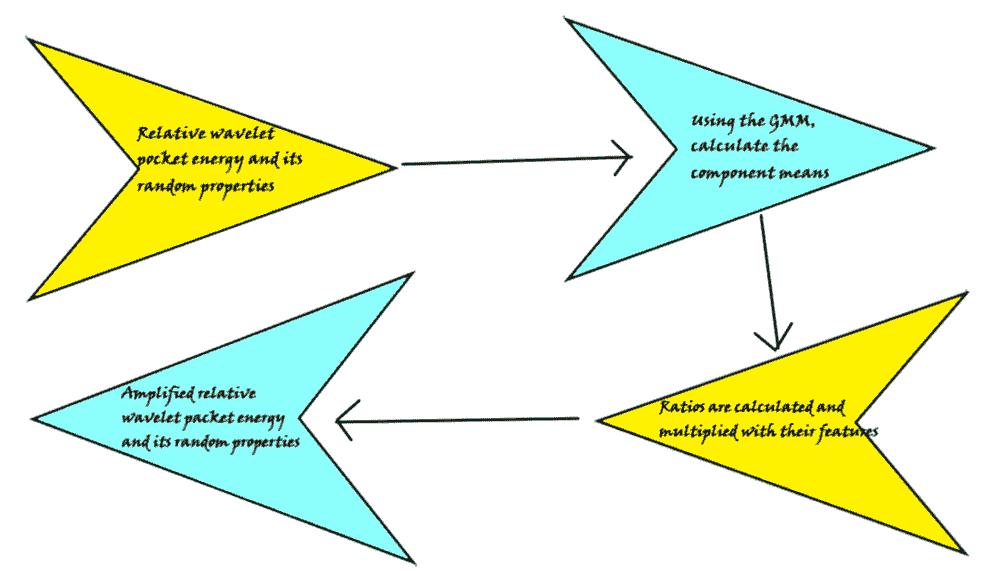 Relative wavelet
pocket energy and its
random properties
Using the GMM,
calculate the
component means
Ratios are calculated and
multiplied with their features
Amplified relative
wavelet packet energy
and its random properties